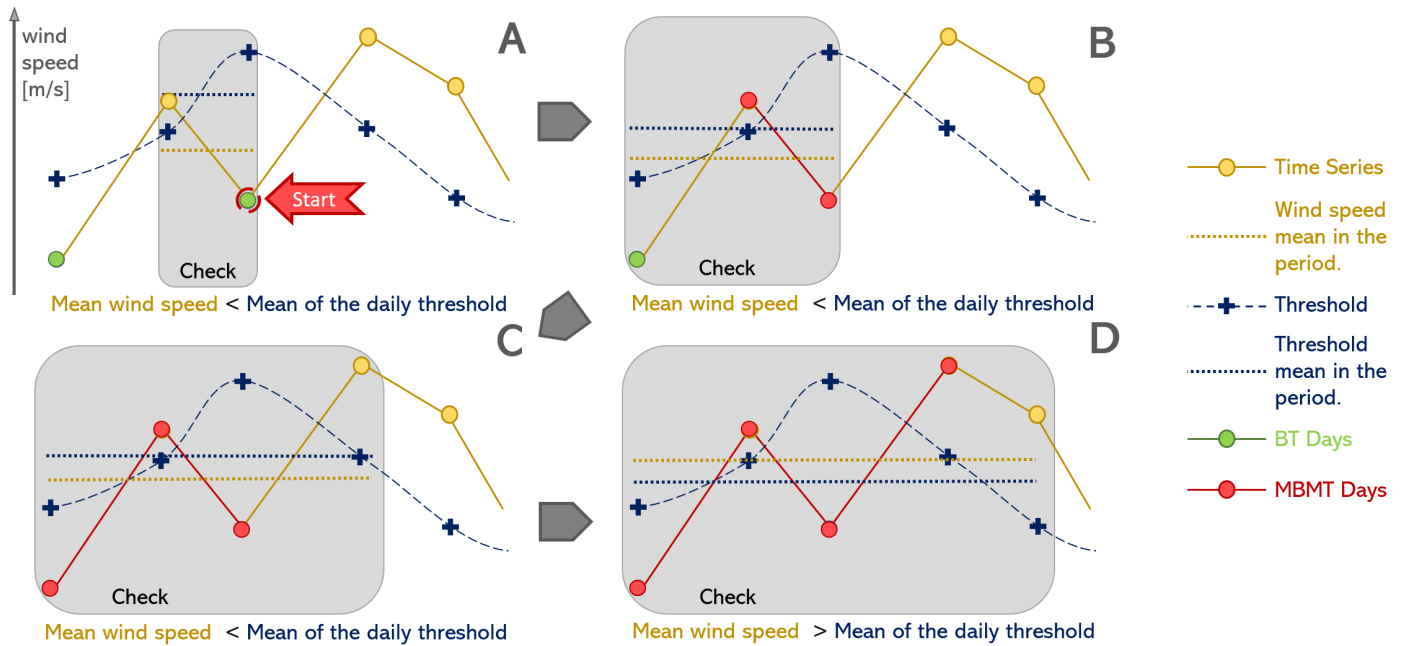 wind
speed
[m/s]
A
Start
Check
Mean wind speed < Mean of the daily threshold
B
Check
Mean wind speed < Mean of the daily threshold
C
Check
Mean wind speed < Mean of the daily threshold
D
Check
Mean wind speed > Mean of the daily threshold
Time Series
Wind speed
mean in the
period.
Threshold
Threshold
mean in the
period.
BT Days
MBMT Days